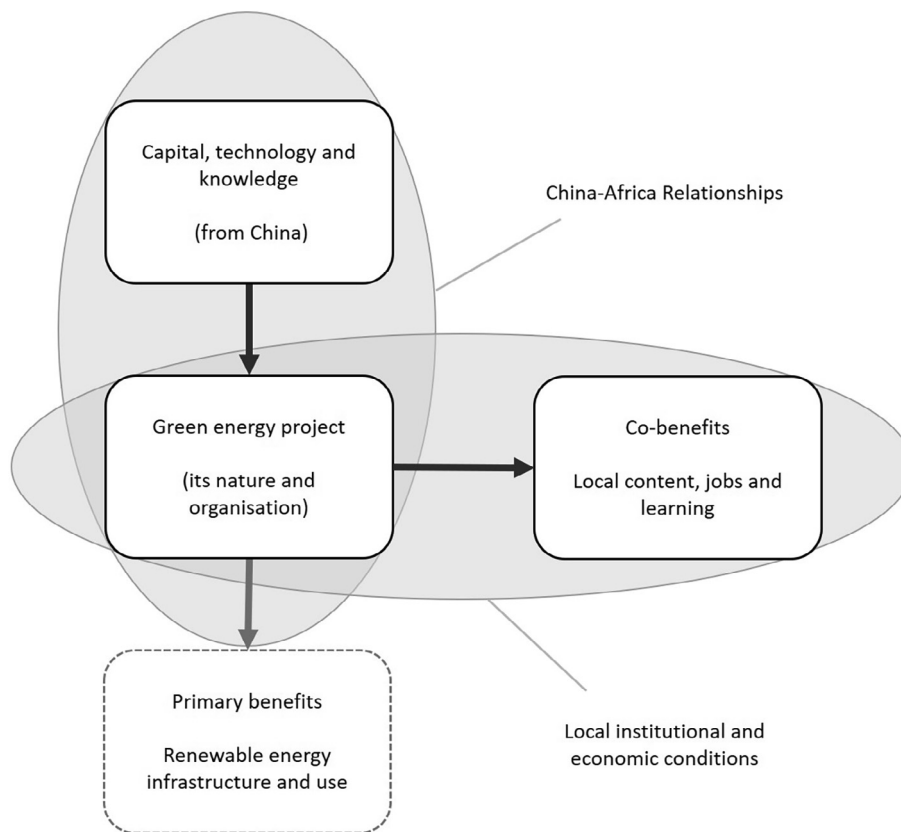 Capital, technology and
knowledge
(from China)
China-Africa Relationships
Green energy project
(its nature and
organisation)
Co-benefits
Local content, jobs and
learning
Primary benefits
Renewable energy
infrastructure and use
Local institutional and
economic conditions